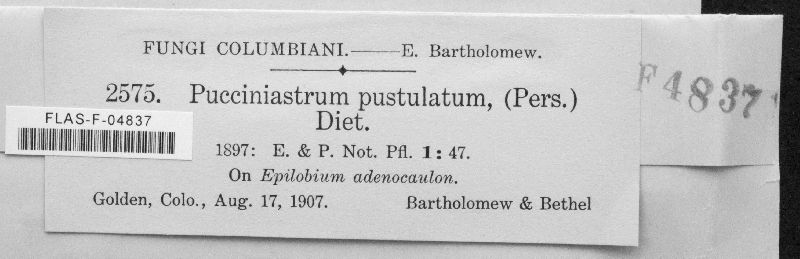 FUNGI COLUMBIANI.——E. Bartholomew.
2575. Pucciniastrum pustulatum, (Pers.)
Diet.
1897: E. & P. Not. Pfl. 1: 47.
On Epilobium adenocaulon.
Golden, Colo., Aug. 17, 1907. Bartholomew & Bethel
FLAS-F-04837
F4837